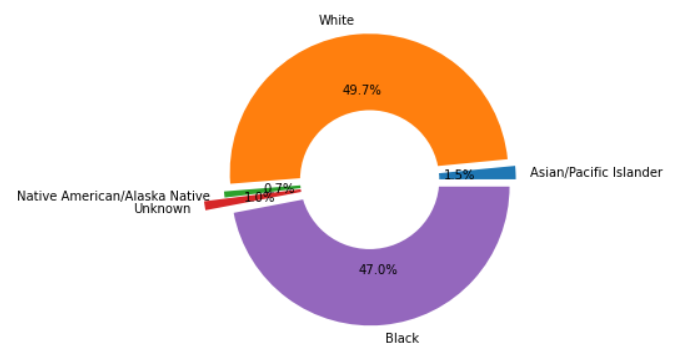 White
49.7%
Asian/Pacific Islander
1.5%
0.7%
Native American/Alaska Native
1.0%
Unknown
47.0%
Black